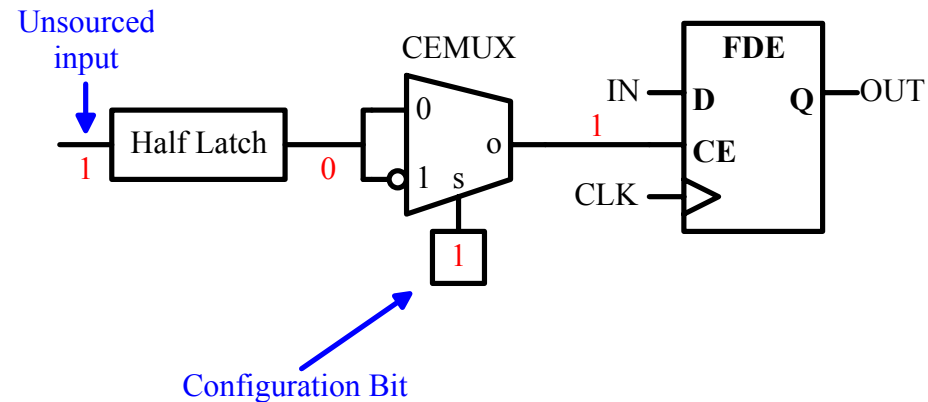 Unsourced
input
CEMUX
FDE
IN
D
Q
OUT
0
Half Latch
1
o
1
0
1
s
CE
CLK
1
Configuration Bit